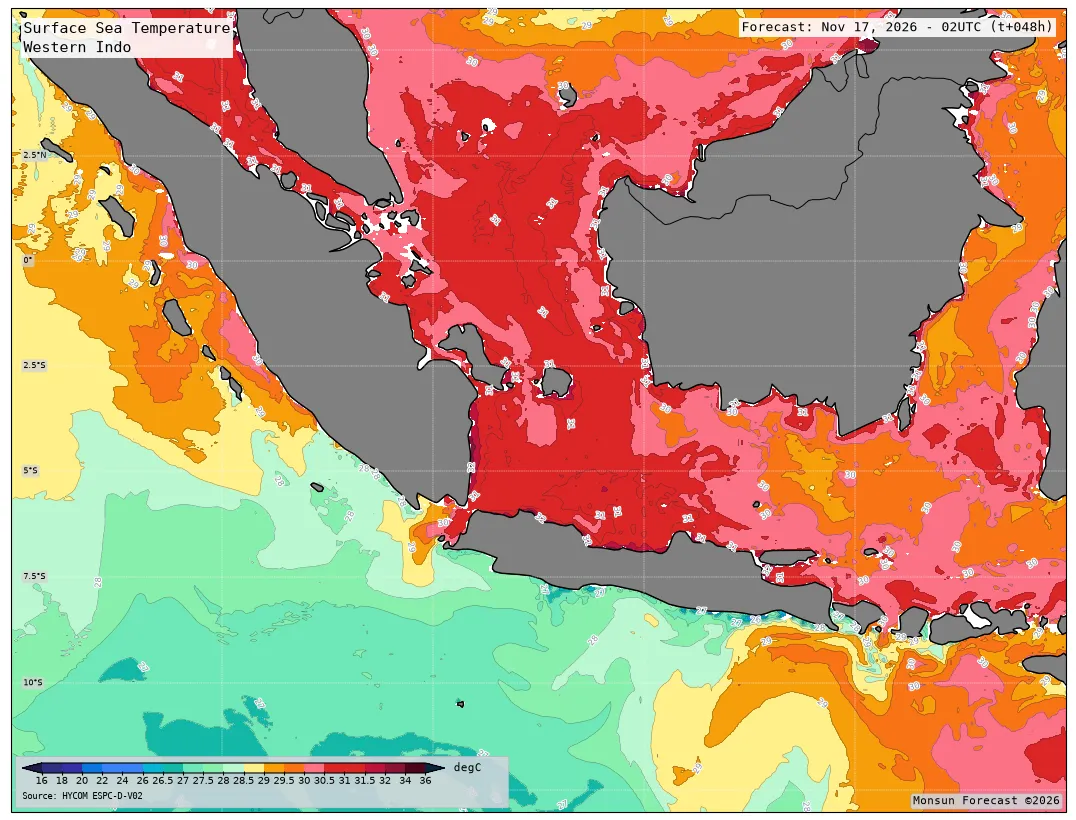 Surface Sea Temperature
Western Indo
Forecast: Nov 17, 2026 - 02UTC (t+048h)
2.5°N
0°
2.5°S
5°S
7.5°S
10°S
degC
16 18 20 22 24 26 26.5 27 27.5 28 28.5 29 29.5 30 30.5 31 31.5 32 33 34 36
Source: HYCOM ESPC-D-V02
Monsun Forecast ©2026